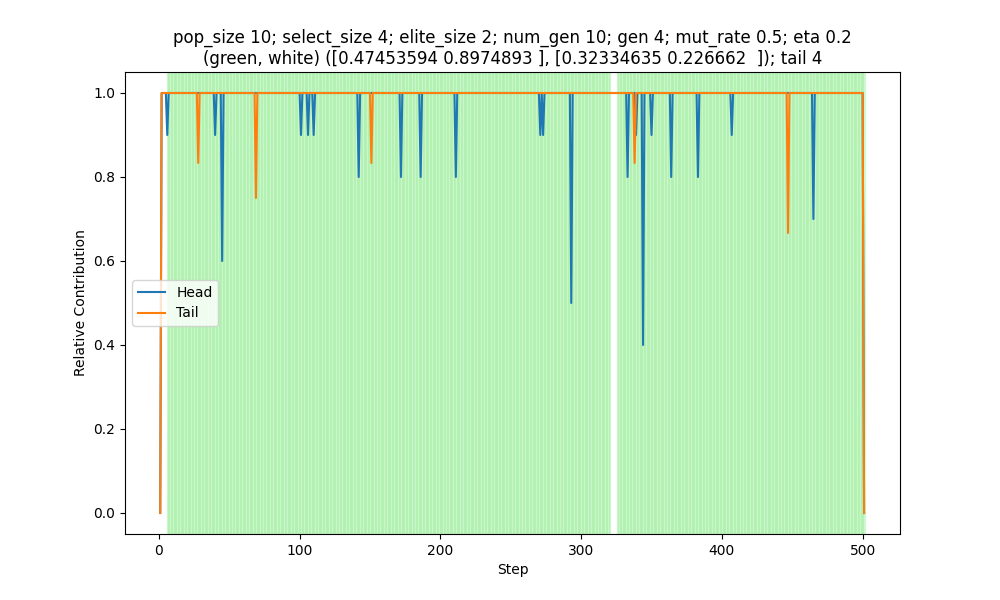 pop_size 10; select_size 4; elite_size 2; num_gen 10; gen 4; mut_rate 0.5; eta 0.2
(green, white) ([0.47453594 0.8974893 ], [0.32334635 0.226662  ]); tail 4
1.0
0.8
0.6
0.4
0.2
0.0
Relative Contribution
Head
Tail
0
100
200
300
400
500
Step